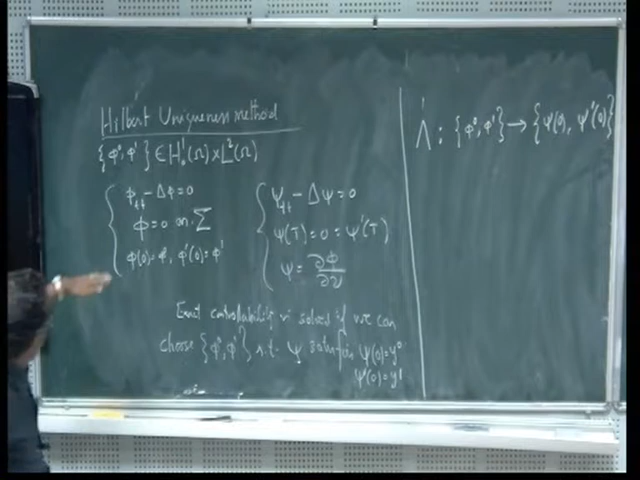 Hilbert Uniqueness method
{Φ⁰, Φ¹} ∈ H₀¹(Ω) × L²(Ω)
ϕ_tt − Δϕ = 0
ϕ = 0 on Σ
ϕ(0) = ϕ⁰, ϕ'(0) = ϕ¹
ψ_tt − Δψ = 0
ψ(T) = 0 = ψ'(T)
ψ = ∂Φ/∂ν
Exact controllability is solved if we can
choose {Φ⁰, Φ¹} s.t. ψ satisfies ψ(0) = y⁰
ψ'(0) = y¹
Λ : {Φ⁰, Φ¹} → {ψ(0), ψ'(0)}